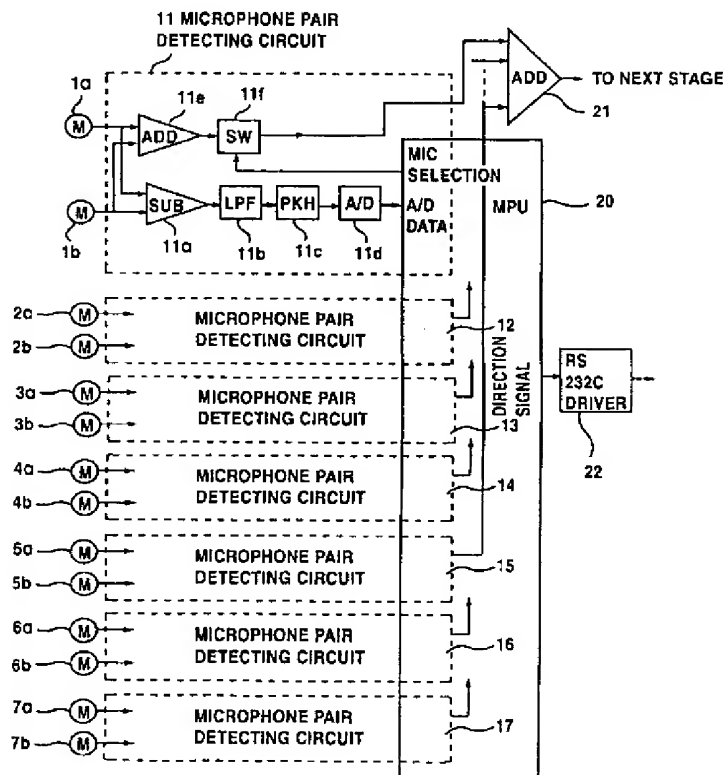 11 MICROPHONE PAIR
DETECTING CIRCUIT
1a
M
11e
ADD
11f
SW
ADD
TO NEXT STAGE
21
MIC
SELECTION
M
1b
SUB
11a
LPF
11b
PKH
11c
A/D
11d
A/D
DATA
MPU
20
2a
M
2b
M
MICROPHONE PAIR
DETECTING CIRCUIT
12
3a
M
3b
M
MICROPHONE PAIR
DETECTING CIRCUIT
13
DIRECTION
SIGNAL
RS
232C
DRIVER
22
4a
M
4b
M
MICROPHONE PAIR
DETECTING CIRCUIT
14
5a
M
5b
M
MICROPHONE PAIR
DETECTING CIRCUIT
15
6a
M
6b
M
MICROPHONE PAIR
DETECTING CIRCUIT
16
7a
M
7b
M
MICROPHONE PAIR
DETECTING CIRCUIT
17